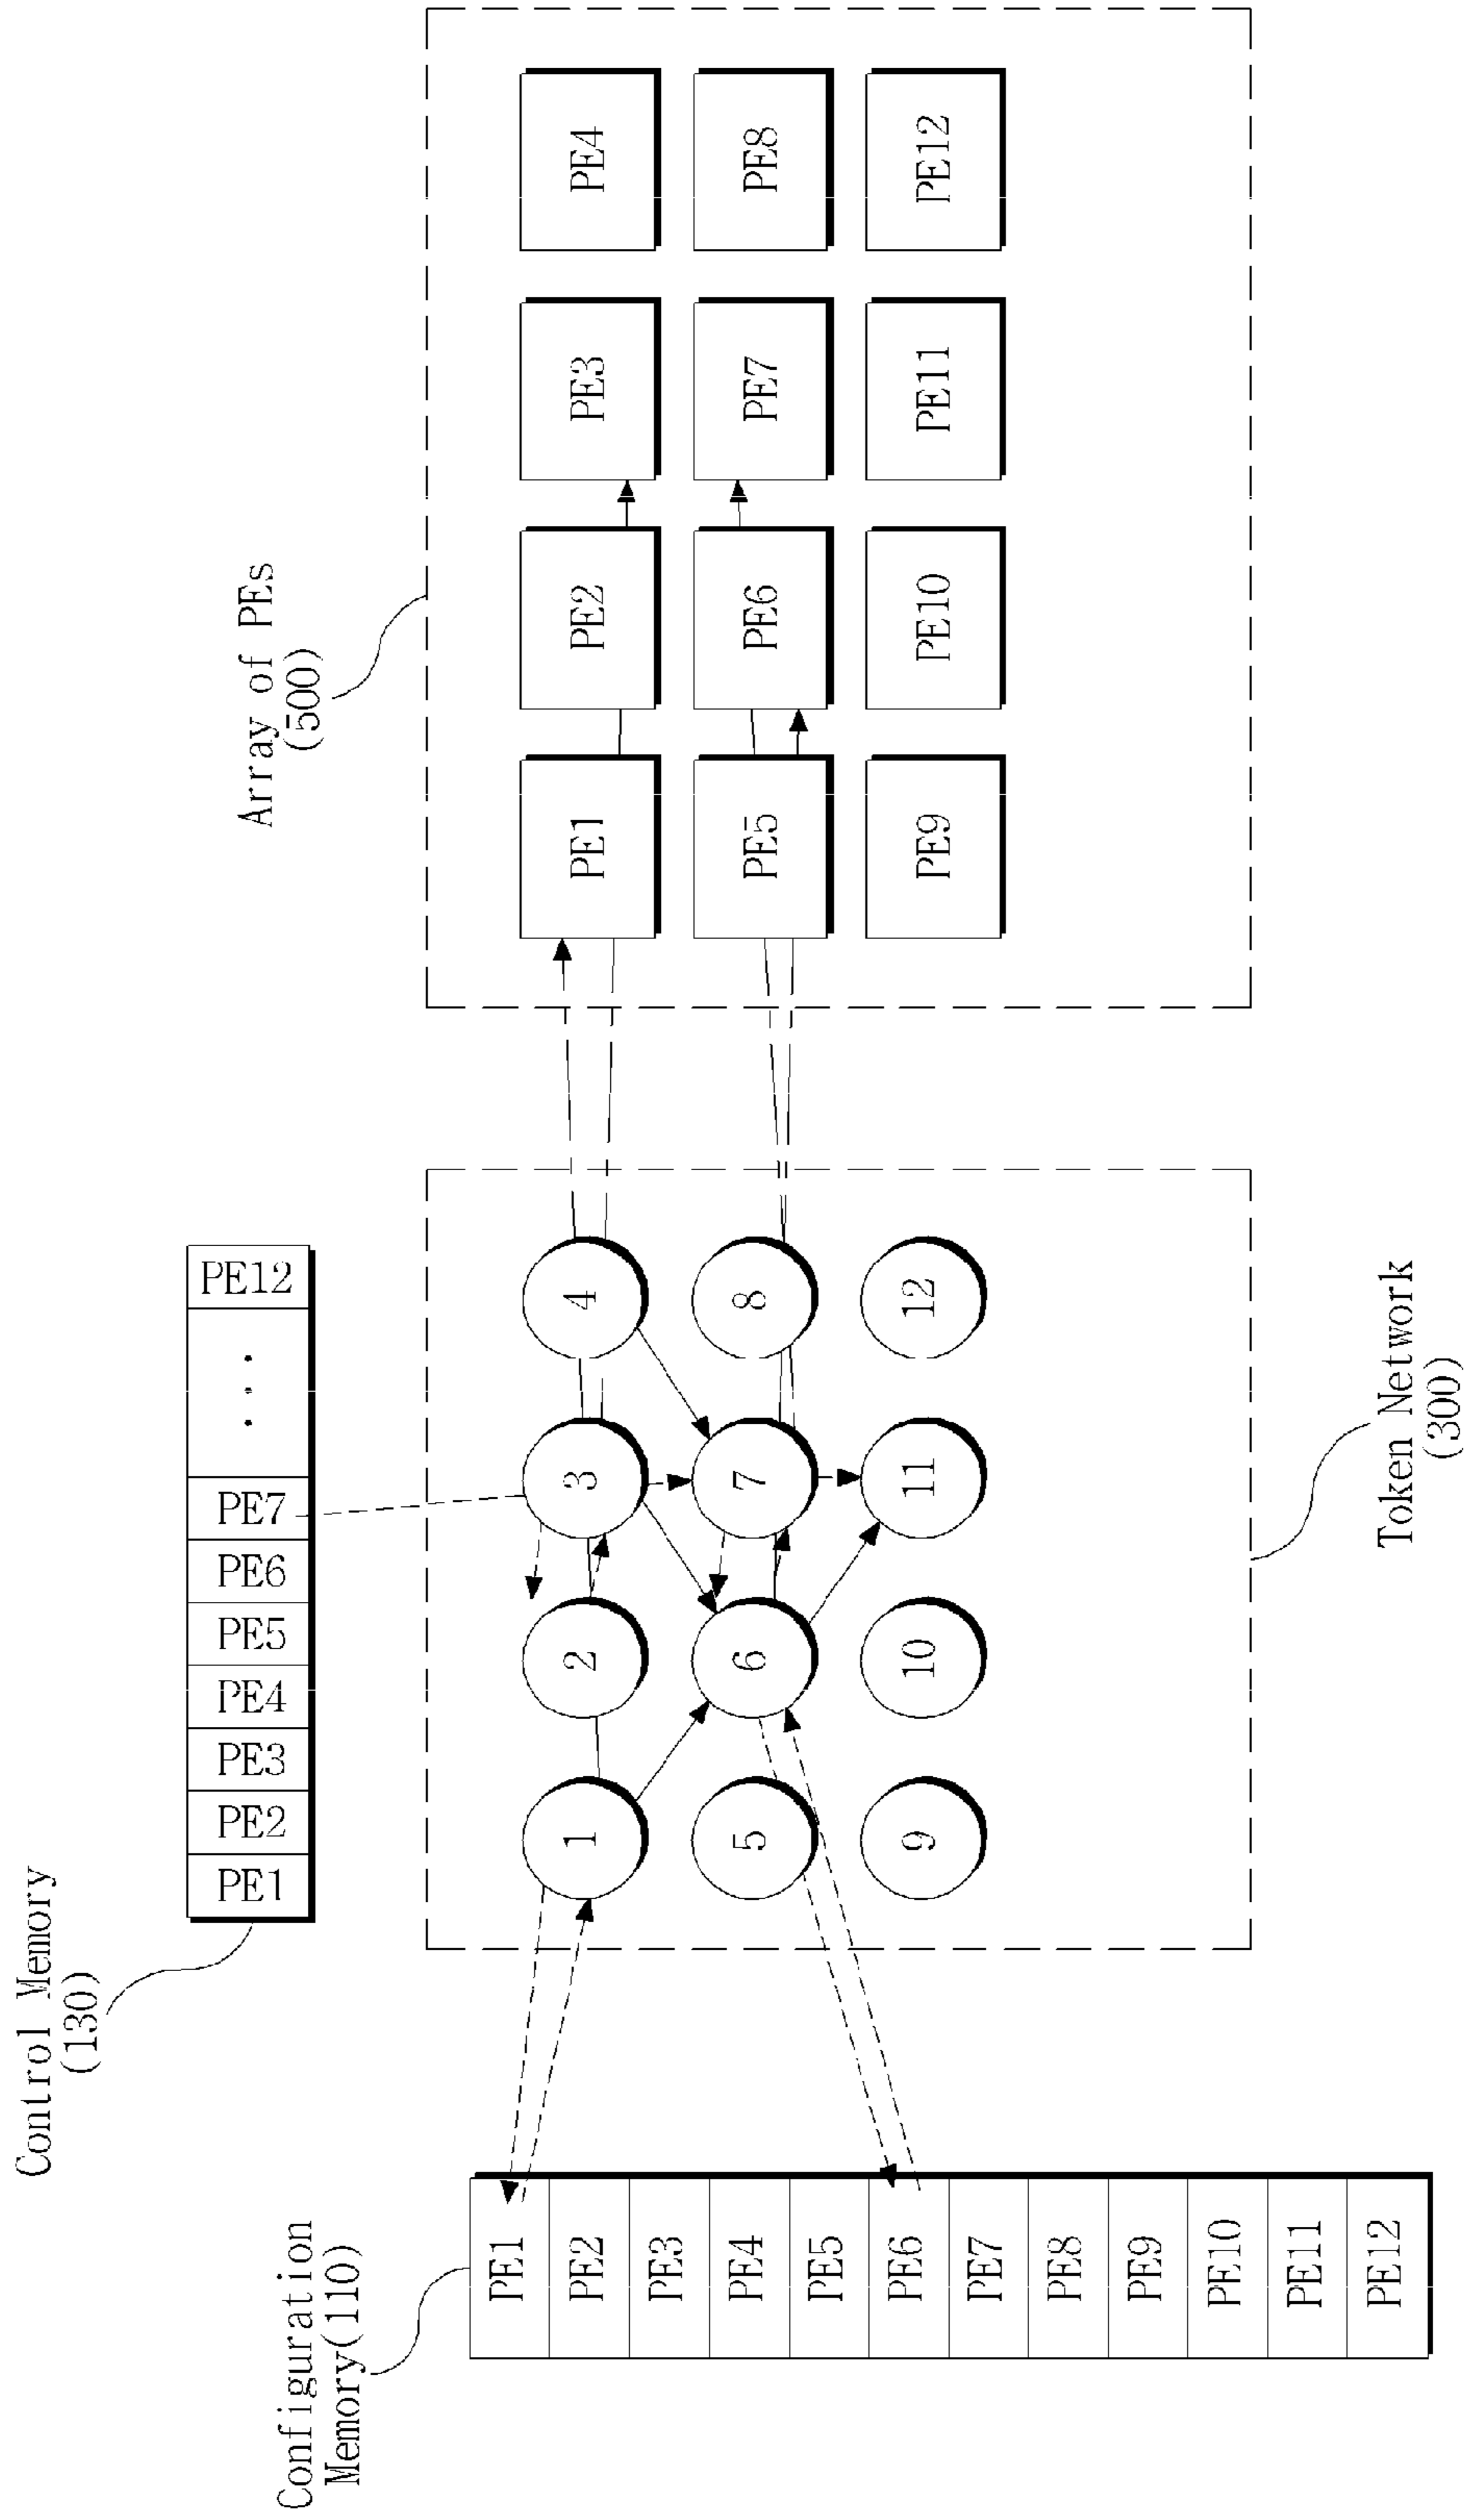 Control Memory
(130)
PE1
PE2
PE3
PE4
PE5
PE6
PE7
. . .
PE12
Configuration
Memory(110)
PE1
PE2
PE3
PE4
PE5
PE6
PE7
PE8
PE9
PE10
PE11
PE12
1 2 3 4
5 6 7 8
9 10 11 12
Token Network
(300)
Array of PEs
(500)
PE1 PE2 PE3 PE4
PE5 PE6 PE7 PE8
PE9 PE10 PE11 PE12